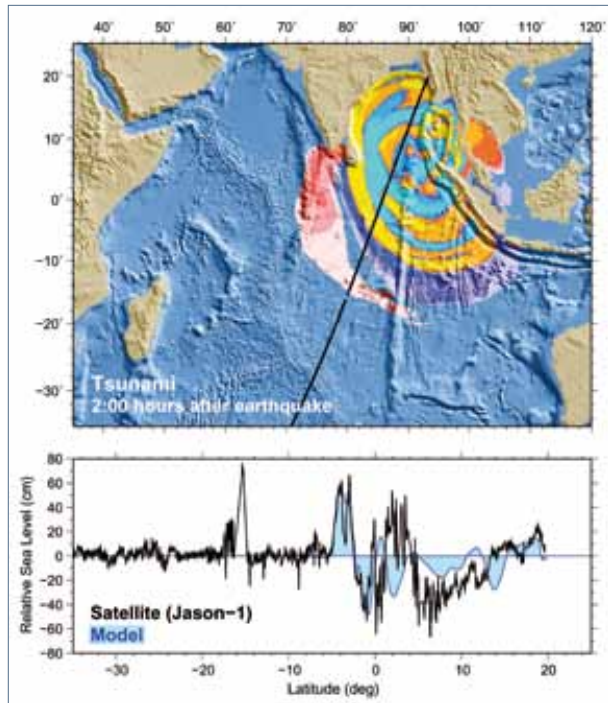 40˚ 50˚ 60˚ 70˚ 80˚ 90˚ 100˚ 110˚ 120˚
20˚
10˚
0˚
−10˚
−20˚
−30˚
Tsunami
2:00 hours after earthquake
80
60
40
20
0
−20
−40
−60
−80
Relative Sea Level (cm)
Satellite (Jason−1)
Model
−30 −20 −10 0 10 20
Latitude (deg)